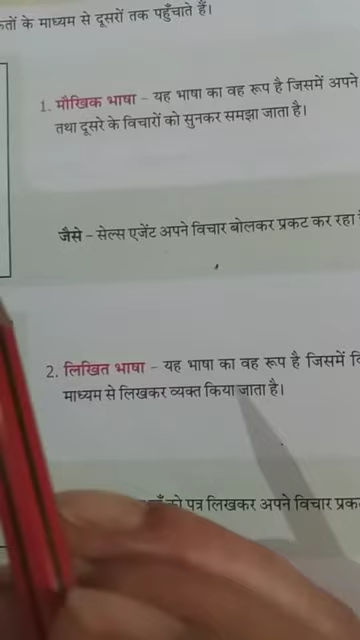 के माध्यम से दूसरों तक पहुँचाते हैं।
1. मौखिक भाषा – यह भाषा का वह रूप है जिसमें अपने
तथा दूसरे के विचारों को सुनकर समझा जाता है।
जैसे – सेल्स एजेंट अपने विचार बोलकर प्रकट कर रहा
2. लिखित भाषा – यह भाषा का वह रूप है जिसमें
माध्यम से लिखकर व्यक्त किया जाता है।
को पत्र लिखकर अपने विचार